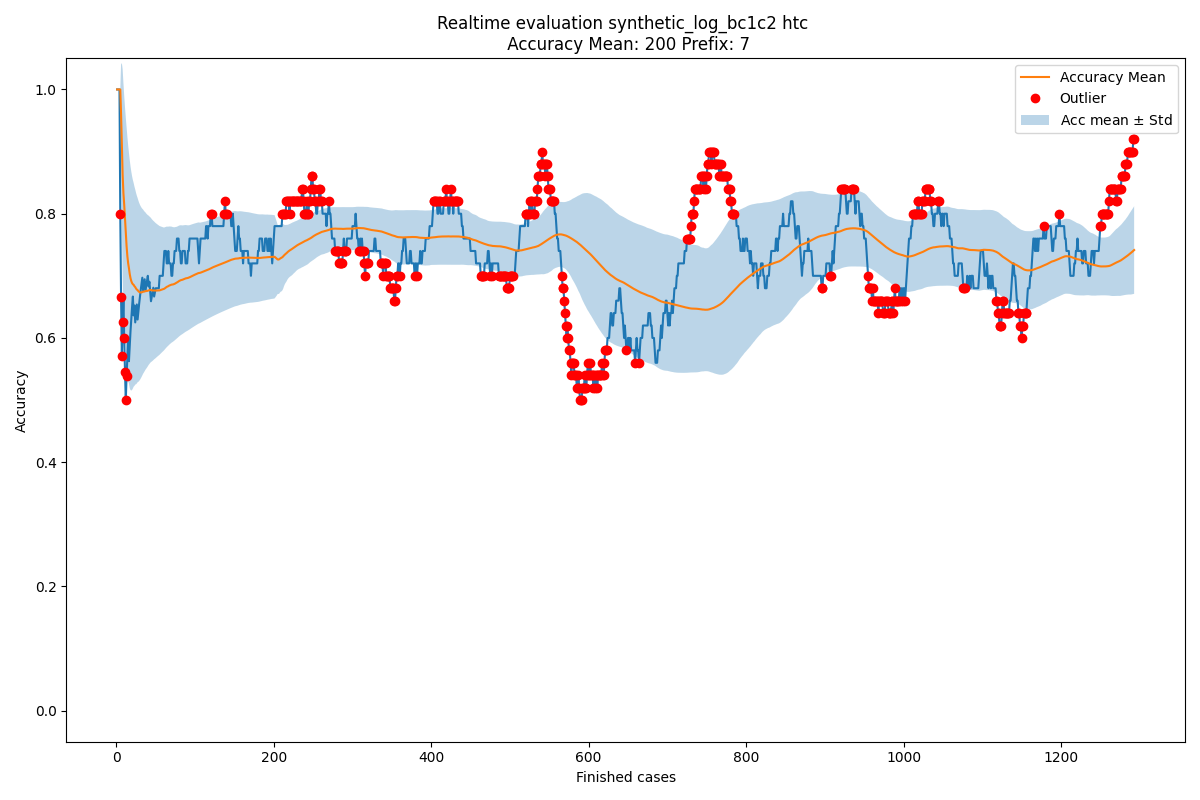 Realtime evaluation synthetic_log_bc1c2 htc
Accuracy Mean: 200 Prefix: 7
Accuracy Mean
Outlier
Acc mean ± Std
1.0
0.8
0.6
0.4
0.2
0.0
Accuracy
0 200 400 600 800 1000 1200
Finished cases